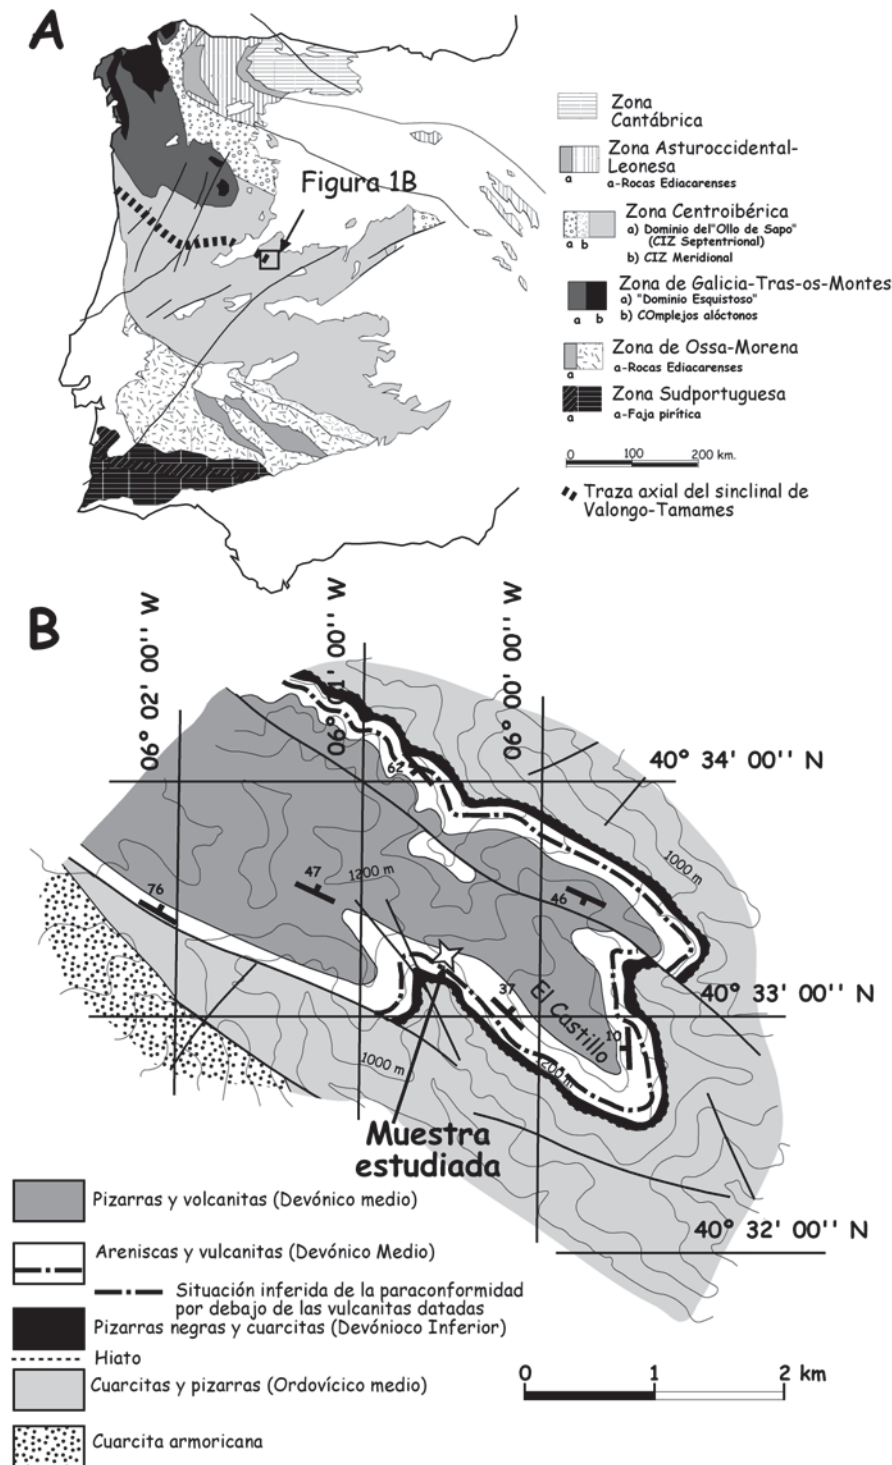 A
Figura 1B
Zona
Cantábrica
Zona Asturoccidental-
Leonesa
a
a-Rocas Ediacarenses
Zona Centroibérica
a) Dominio del"Ollo de Sapo"
(CIZ Septentrional)
a b
b) CIZ Meridional
Zona de Galicia-Tras-os-Montes
a) "Dominio Esquistoso"
b) COmplejos alóctonos
a b
Zona de Ossa-Morena
a-Rocas Ediacarenses
a
Zona Sudportuguesa
a-Faja pirítica
a
0 100 200 km.
Traza axial del sinclinal de
Valongo-Tamames
B
06° 02' 00'' W
06° 01' 00'' W
06° 00' 00'' W
40° 34' 00'' N
62
1000 m
47
1200 m
76
46
40° 33' 00'' N
37
El Castillo
10
1000 m
1200 m
Muestra
estudiada
40° 32' 00'' N
Pizarras y volcanitas (Devónico medio)
Areniscas y vulcanitas (Devónico Medio)
Situación inferida de la paraconformidad
por debajo de las vulcanitas datadas
Pizarras negras y cuarcitas (Devónioco Inferior)
Hiato
Cuarcitas y pizarras (Ordovícico medio)
Cuarcita armoricana
0 1 2 km